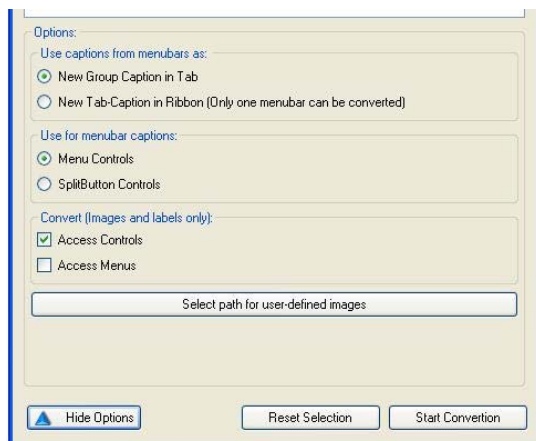 Options:
Use captions from menubars as:
New Group Caption in Tab
New Tab-Caption in Ribbon (Only one menubar can be converted)
Use for menubar captions:
Menu Controls
SplitButton Controls
Convert (Images and labels only):
Access Controls
Access Menus
Select path for user-defined images
Hide Options Reset Selection Start Convertion